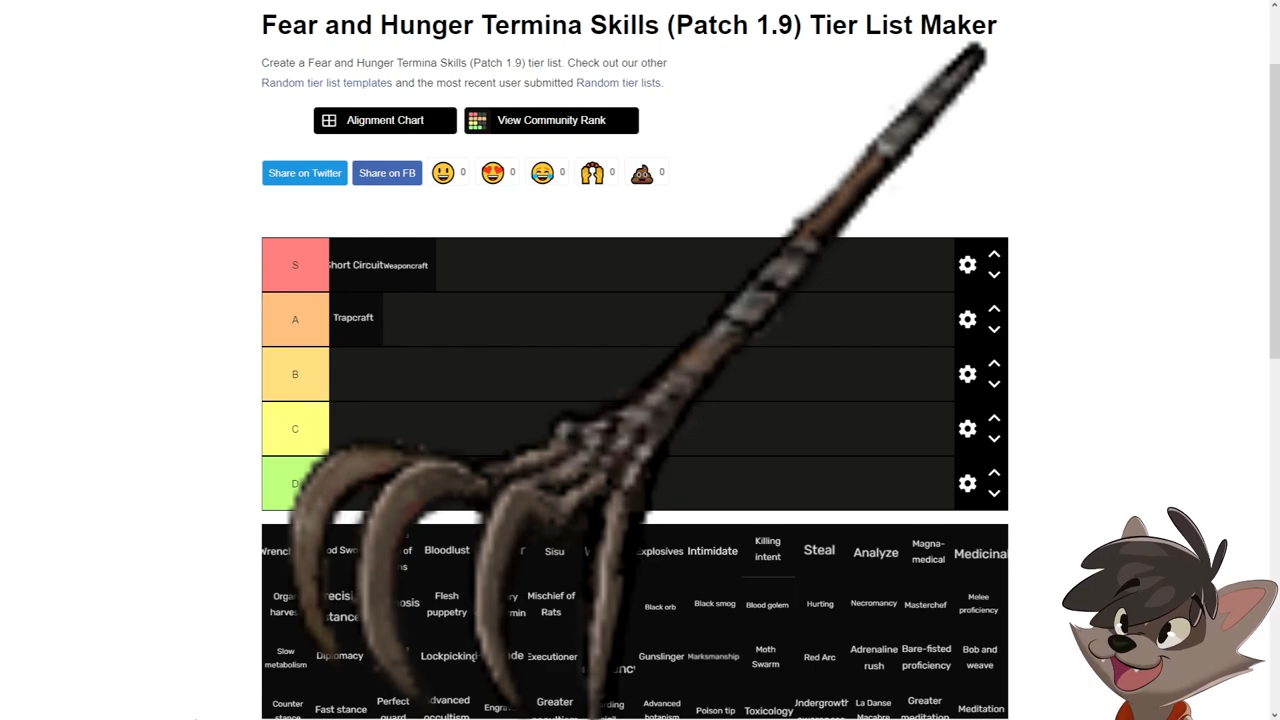 Fear and Hunger Termina Skills (Patch 1.9) Tier List Maker
Create a Fear and Hunger Termina Skills (Patch 1.9) tier list. Check out our other
Random tier list templates and the most recent user submitted Random tier lists.
Alignment Chart View Community Rank
Share on Twitter Share on FB 0 0 0 0 0
S Short Circuit Weaponcraft
A Trapcraft
B
C
D
Bloodlust Sisu Explosives Intimidate Killing intent Steal Analyze Magna-medical Medicinal
Flesh puppetry Mischief of Rats Black orb Black smog Blood golem Hurting Necromancy Masterchef Melee proficiency
Slow metabolism Diplomacy Lockpicking Executioner Gunslinger Marksmanship Moth Swarm Red Arc Adrenaline rush Bare-fisted proficiency Bob and weave
Counter stance Fast stance Perfect guard Advanced occultism Greater Advanced botanism Poison tip Toxicology La Danse Macabre Greater meditation Meditation